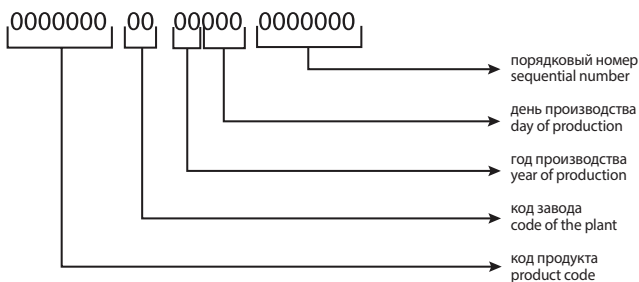 0000000 00 00000 0000000
порядковый номер
sequential number
день производства
day of production
год производства
year of production
код завода
code of the plant
код продукта
product code